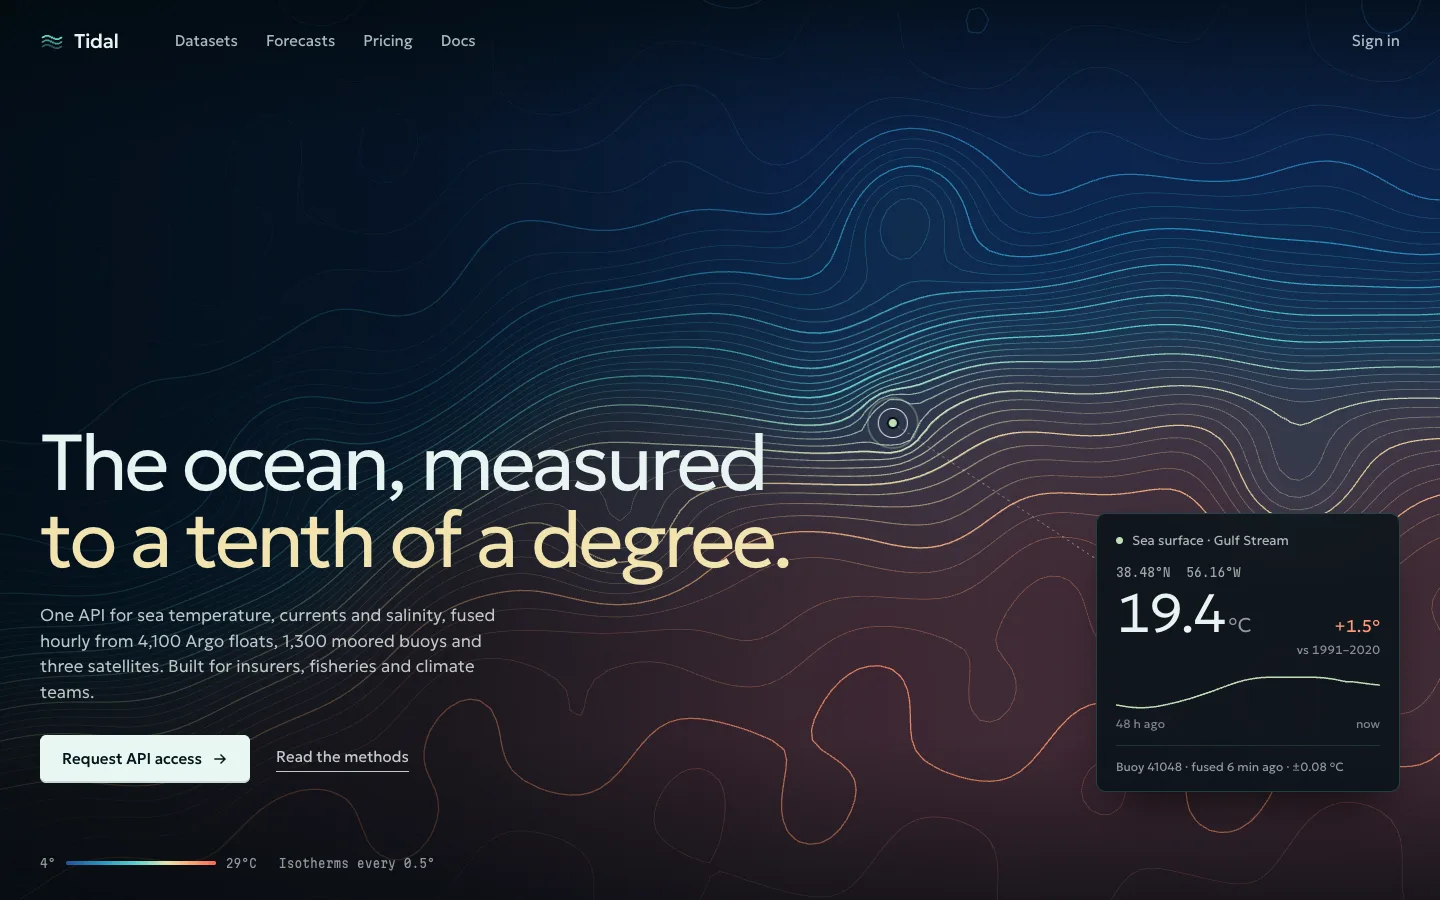 Tidal
Datasets
Forecasts
Pricing
Docs
Sign in
The ocean, measured
to a tenth of a degree.
One API for sea temperature, currents and salinity, fused
hourly from 4,100 Argo floats, 1,300 moored buoys and
three satellites. Built for insurers, fisheries and climate
teams.
Request API access →
Read the methods
4° 29°C Isotherms every 0.5°
Sea surface · Gulf Stream
38.48°N 56.16°W
19.4°C
+1.5°
vs 1991–2020
48 h ago now
Buoy 41048 · fused 6 min ago · ±0.08 °C